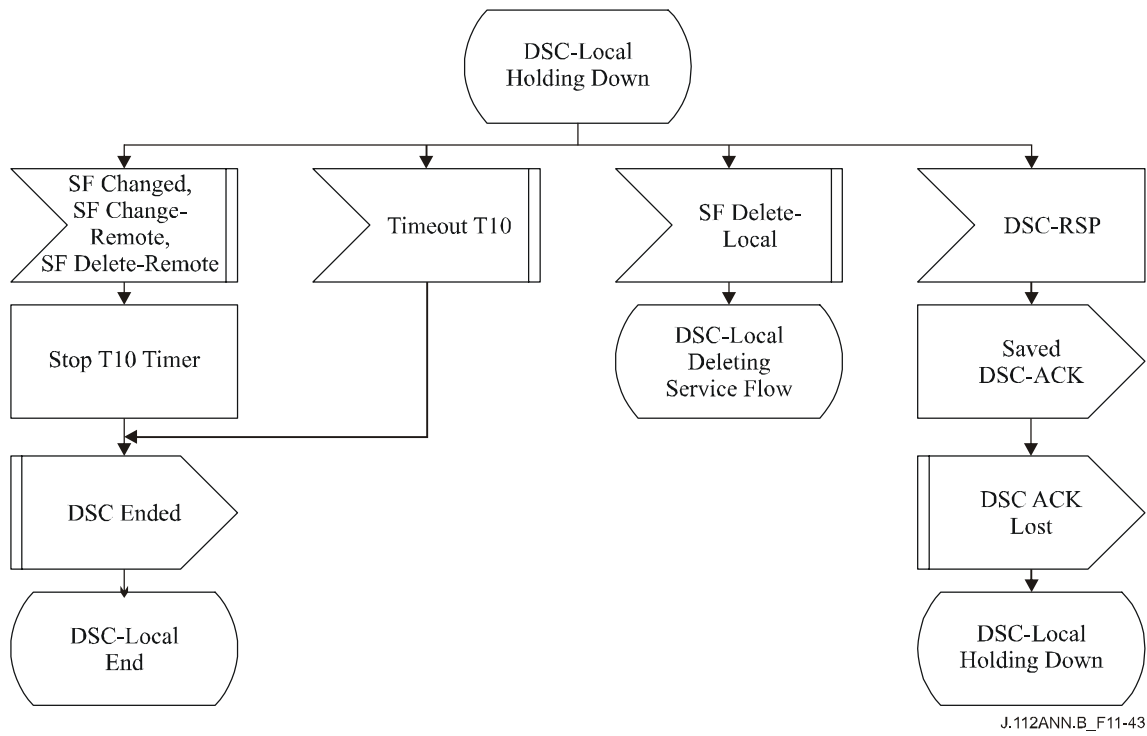 DSC-Local
Holding Down
SF Changed,
SF Change-
Remote,
SF Delete-Remote
Timeout T10
SF Delete-
Local
DSC-RSP
Stop T10 Timer
DSC-Local
Deleting
Service Flow
Saved
DSC-ACK
DSC Ended
DSC ACK
Lost
DSC-Local
End
DSC-Local
Holding Down
J.112ANN.B_F11-43